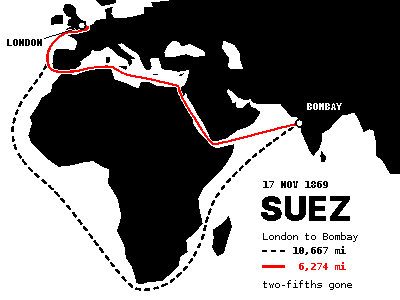 LONDON
BOMBAY
17 NOV 1869
SUEZ
London to Bombay
10,667 mi
6,274 mi
two-fifths gone